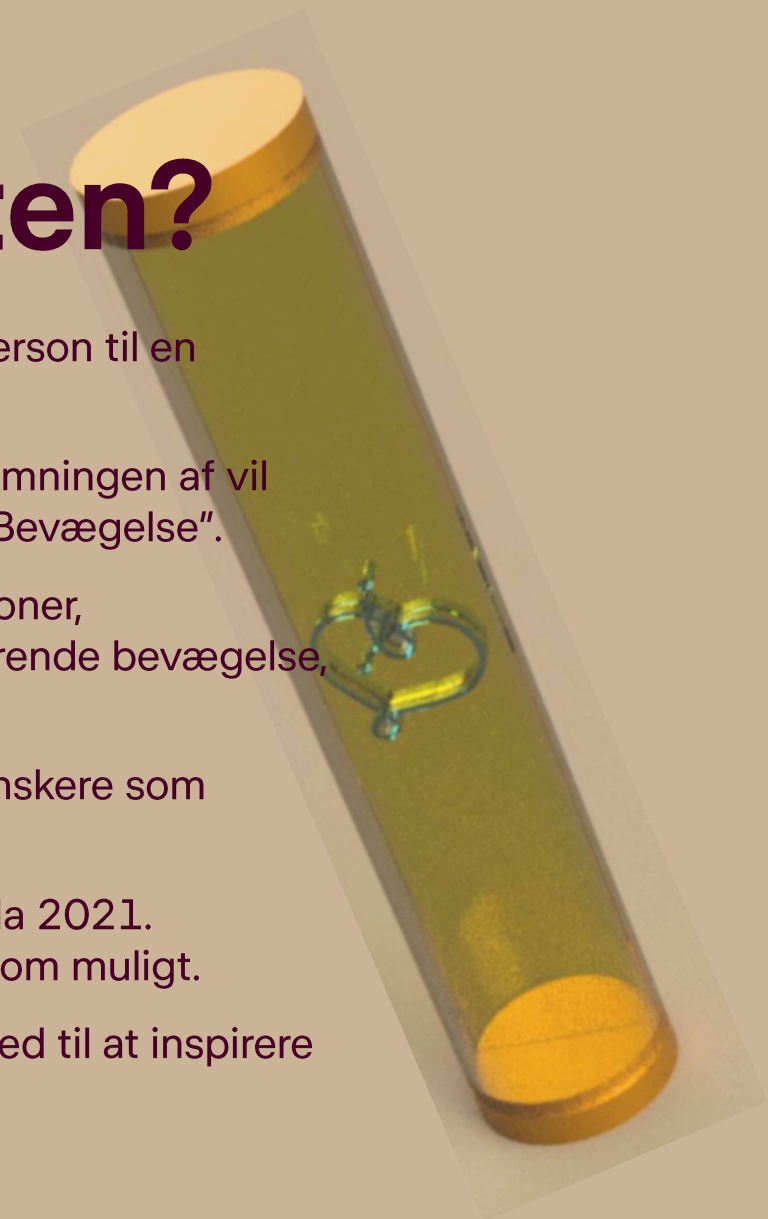 ten?
erson til en
mningen af vil
Bevægelse”.
oner,
rende bevægelse,
nskere som
la 2021.
om muligt.
ed til at inspirere